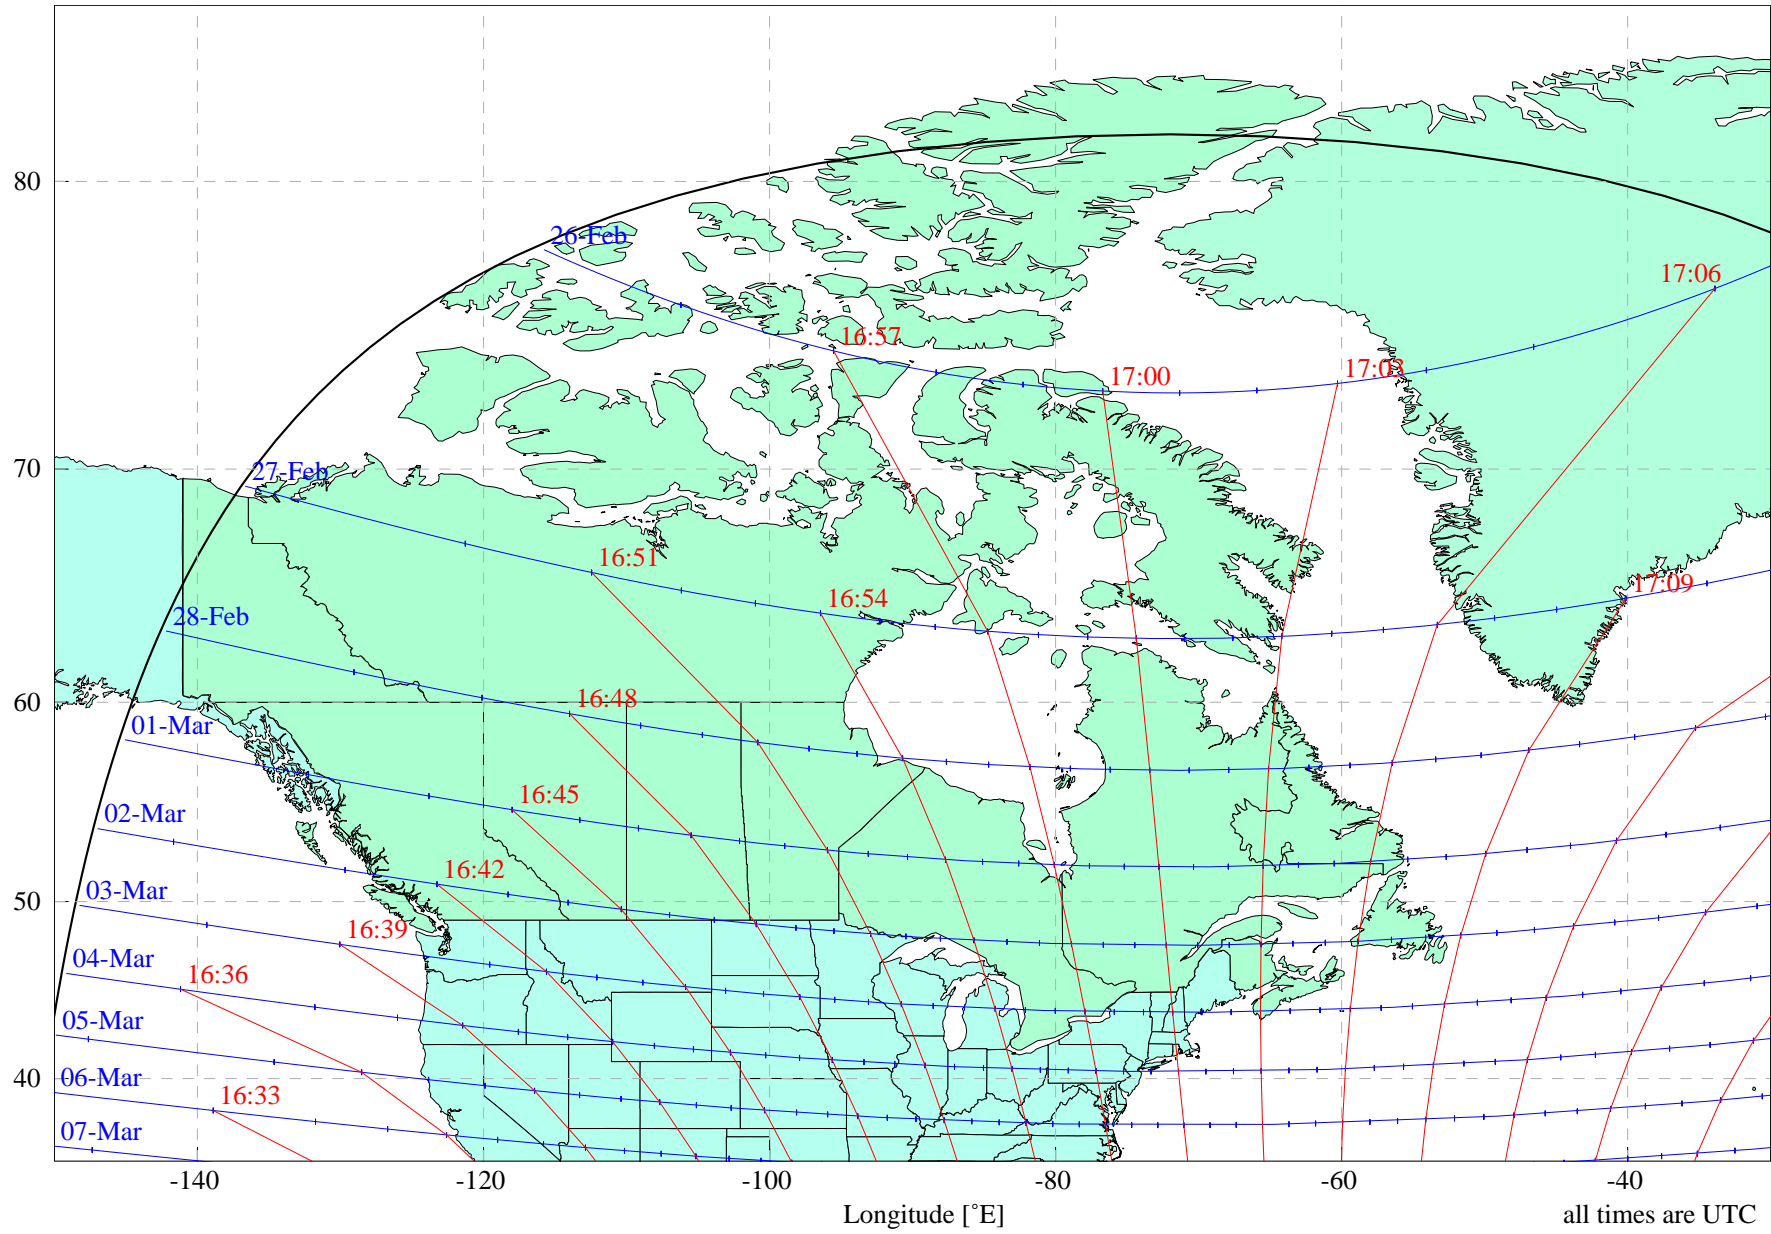 80
26-Feb
17:06
16:57
17:00
17:03
70
27-Feb
16:51
16:54
17:09
28-Feb
60
16:48
01-Mar
16:45
02-Mar
16:42
50
03-Mar
16:39
04-Mar
16:36
05-Mar
40
06-Mar
16:33
07-Mar
-140
-120
-100
-80
-60
-40
Longitude [˚E]
all times are UTC